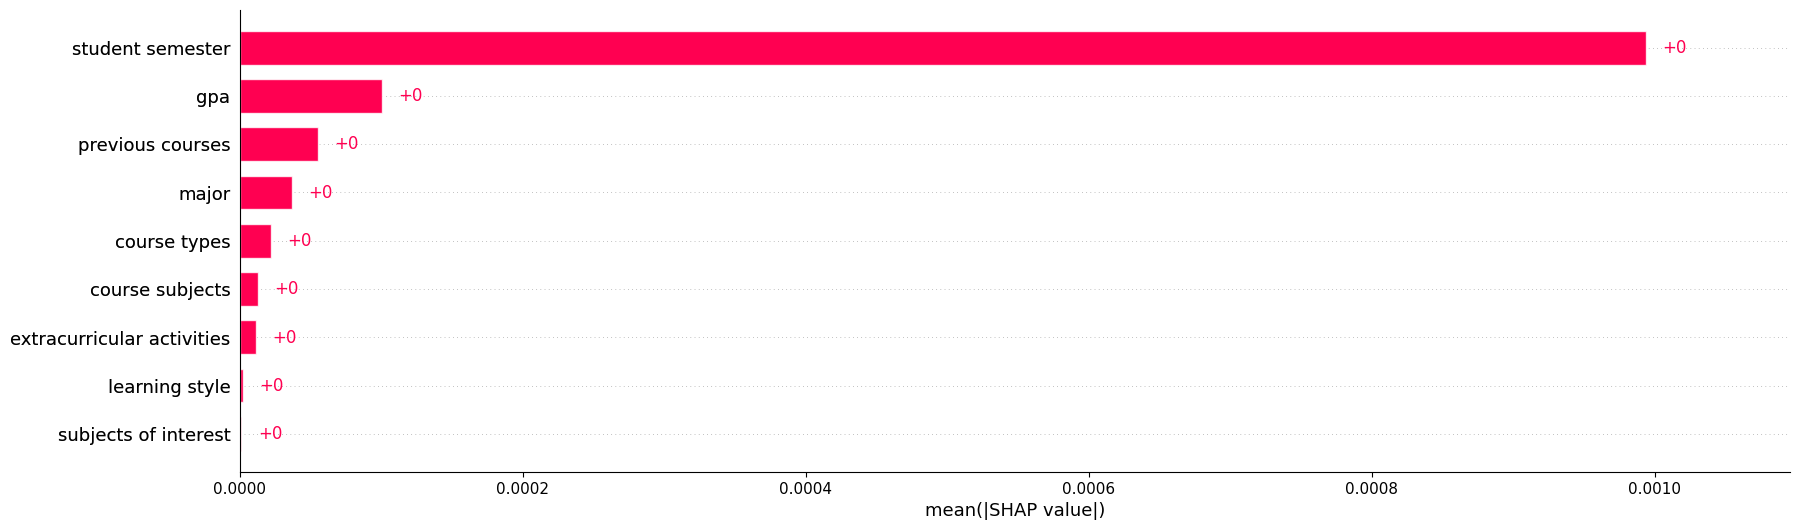 student semester +0
gpa +0
previous courses +0
major +0
course types +0
course subjects +0
extracurricular activities +0
learning style +0
subjects of interest +0
0.0000 0.0002 0.0004 0.0006 0.0008 0.0010
mean(|SHAP value|)